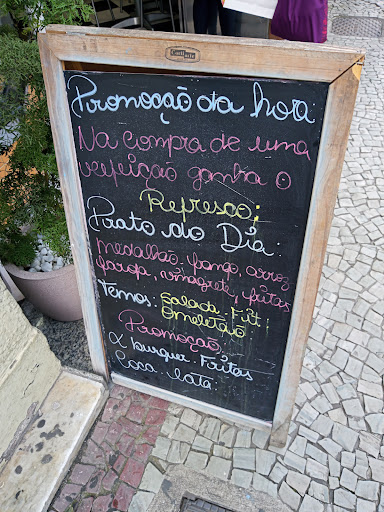 Promoção da hora
Na compra de uma
refeição ganha o
Refresco;
Prato do Dia:
medalhão, frango, arroz
farofa, vinagrete, fritas
Temos. Salada. Fit;
Omeletão
Promoção,
burguer. Fritas
Coca. lata.